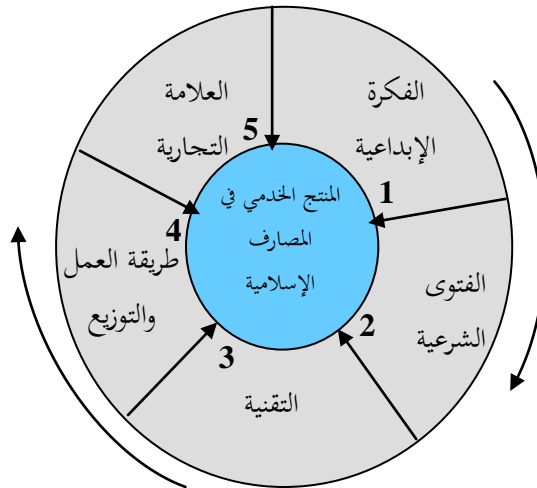 الفكرة
الإبداعية
1
الفتوى
الشرعية
2
التقنية
3
طريقة العمل
والتوزيع
4
العلامة
التجارية
5
المنتج الخدمي في
المصارف
الإسلامية